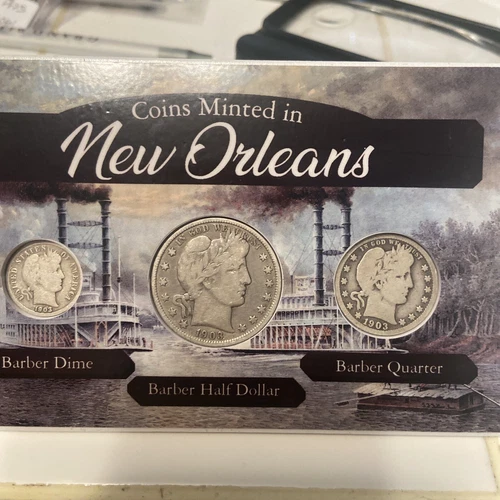 Coins Minted in
New Orleans
UNITED STATES OF AMERICA
1903
IN GOD WE TRUST
1903
IN GOD WE TRUST
1903
Barber Dime
Barber Half Dollar
Barber Quarter